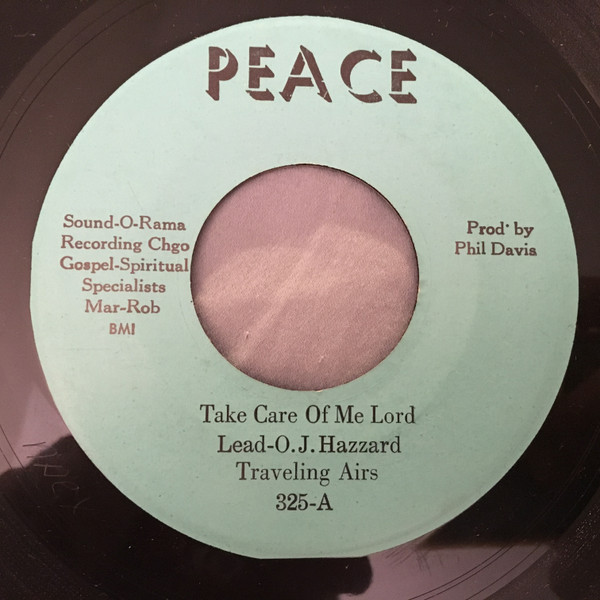 PEACE
Sound-O-Rama
Recording Chgo
Gospel-Spiritual
Specialists
Mar-Rob
BMI
Prod. by
Phil Davis
Take Care Of Me Lord
Lead-O.J.Hazzard
Traveling Airs
325-A